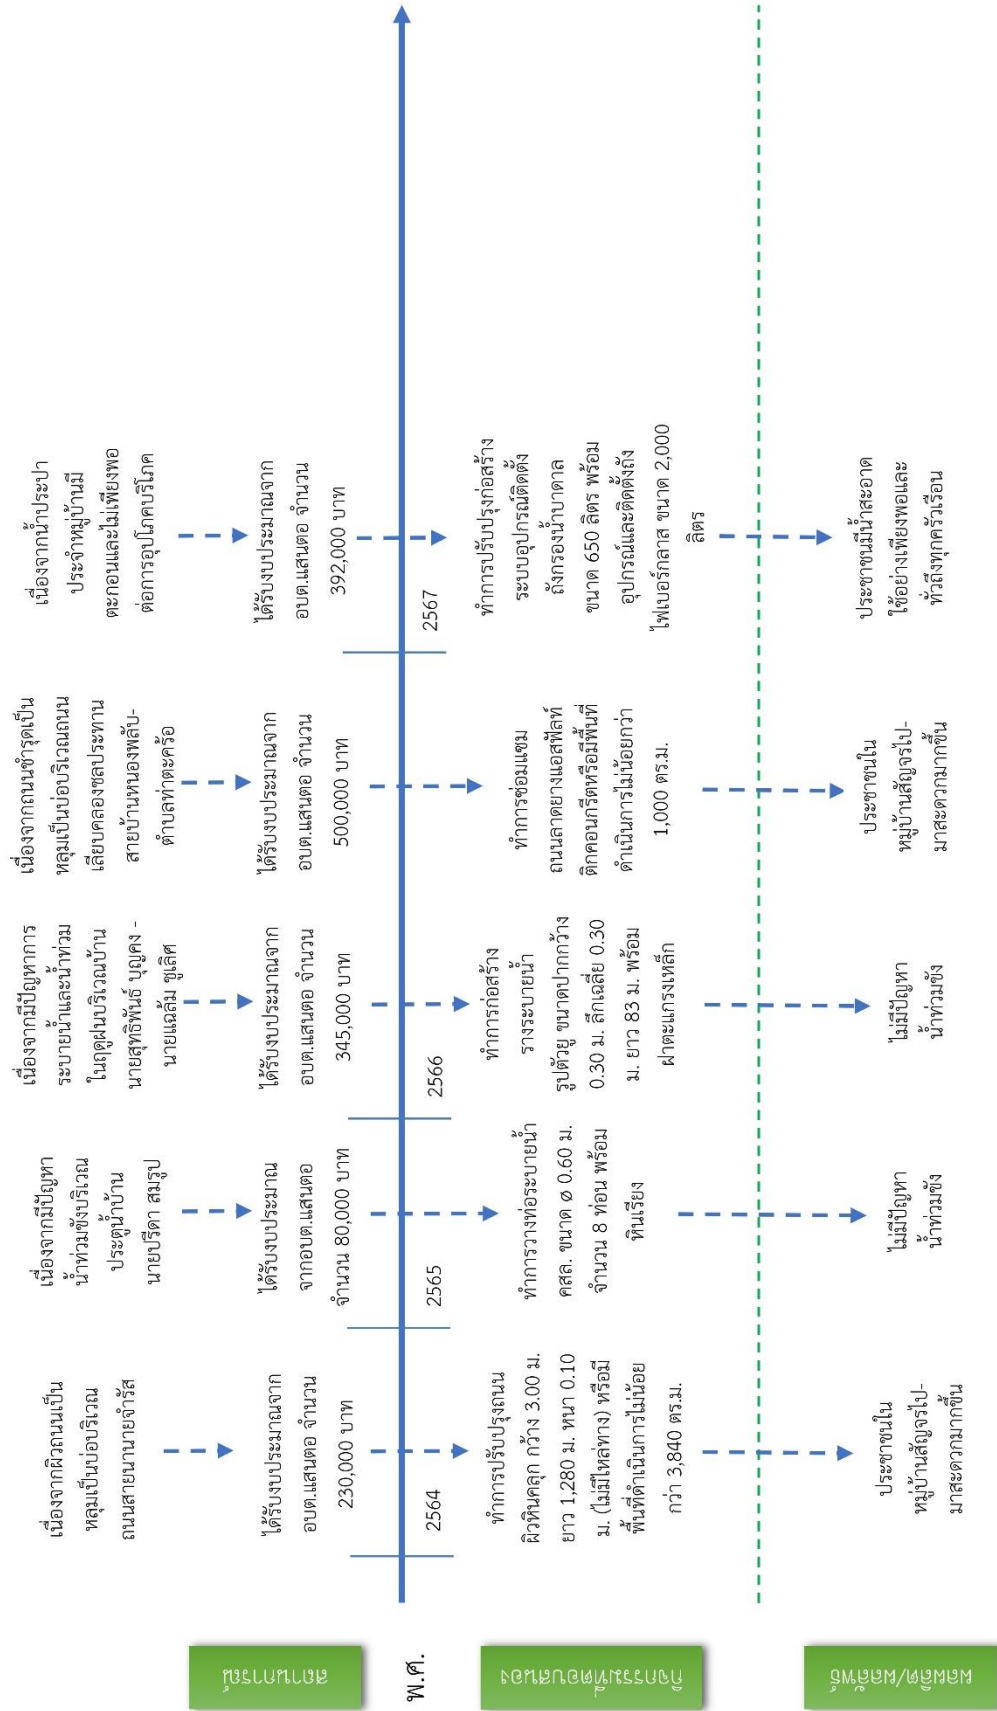 สถานการณ์
เนื่องจากผิวถนนเป็น
หลุมเป็นบ่อบริเวณ
ถนนสายนานายจำรัส
ได้รับงบประมาณจาก
อบต.แสนตอ จำนวน
230,000 บาท
เนื่องจากมีปัญหา
น้ำท่วมขังบริเวณ
ประตูน้ำบ้าน
นายปรีดา สมรูป
ได้รับงบประมาณ
จากอบต.แสนตอ
จำนวน 80,000 บาท
เนื่องจากมีปัญหาการ
ระบายน้ำและน้ำท่วม
ในฤดูฝนบริเวณบ้าน
นายสุทธิพันธ์ บุญคง -
นายเฉล้ม ชูเลิศ
ได้รับงบประมาณจาก
อบต.แสนตอ จำนวน
345,000 บาท
เนื่องจากถนนชำรุดเป็น
หลุมเป็นบ่อบริเวณถนน
เลียบคลองชลประทาน
สายบ้านหนองพลับ-
ตำบลท่าตะคร้อ
ได้รับงบประมาณจาก
อบต.แสนตอ จำนวน
500,000 บาท
เนื่องจากน้ำประปา
ประจำหมู่บ้านมี
ตะกอนและไม่เพียงพอ
ต่อการอุปโภคบริโภค
ได้รับงบประมาณจาก
อบต.แสนตอ จำนวน
392,000 บาท
พ.ศ.
2564
2565
2566
2567
กิจกรรมที่ตอบสนอง
ทำการปรับปรุงถนน
ผิวหินคลุก กว้าง 3.00 ม.
ยาว 1,280 ม. หนา 0.10
ม. (ไม่มีไหล่ทาง) หรือมี
พื้นที่ดำเนินการไม่น้อย
กว่า 3,840 ตร.ม.
ทำการวางท่อระบายน้ำ
คสล. ขนาด ø 0.60 ม.
จำนวน 8 ท่อน พร้อม
หินเรียง
ทำการก่อสร้าง
รางระบายน้ำ
รูปตัวยู ขนาดปากกว้าง
0.30 ม. ลึกเฉลี่ย 0.30
ม. ยาว 83 ม. พร้อม
ฝาตะแกรงเหล็ก
ทำการซ่อมแซม
ถนนลาดยางแอสฟัลท์
ติกคอนกรีตหรือมีพื้นที่
ดำเนินการไม่น้อยกว่า
1,000 ตร.ม.
ทำการปรับปรุงก่อสร้าง
ระบบอุปกรณ์ติดตั้ง
ถังกรองน้ำบาดาล
ขนาด 650 ลิตร พร้อม
อุปกรณ์และติดตั้งถัง
ไฟเบอร์กลาส ขนาด 2,000
ลิตร
ผลผลิต/ผลลัพธ์
ประชาชนใน
หมู่บ้านสัญจรไป-
มาสะดวกมากขึ้น
ไม่มีปัญหา
น้ำท่วมขัง
ไม่มีปัญหา
น้ำท่วมขัง
ประชาชนใน
หมู่บ้านสัญจรไป-
มาสะดวกมากขึ้น
ประชาชนมีน้ำสะอาด
ใช้อย่างเพียงพอและ
ทั่วถึงทุกครัวเรือน